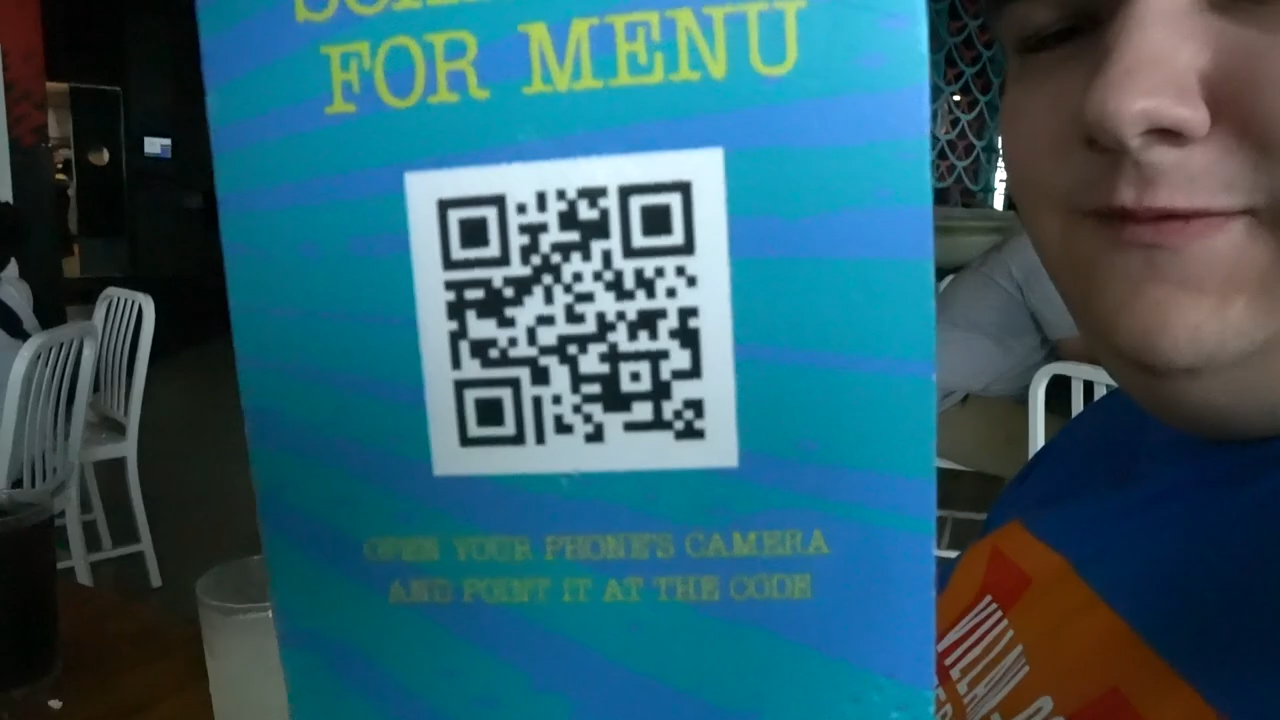 FOR MENU
OPEN YOUR PHONE'S CAMERA
AND POINT IT AT THE CODE